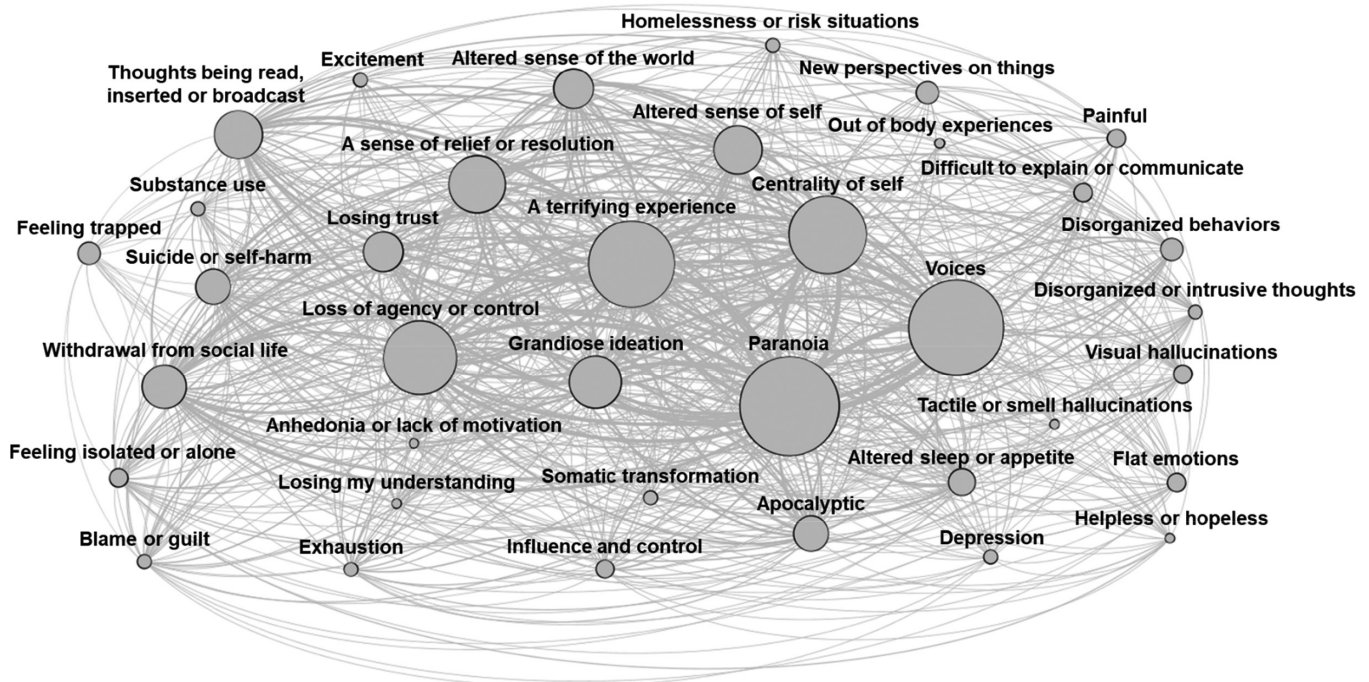 Homelessness or risk situations
Excitement
Altered sense of the world
Thoughts being read,
inserted or broadcast
New perspectives on things
Altered sense of self
Out of body experiences
Painful
A sense of relief or resolution
Difficult to explain or communicate
Substance use
Centrality of self
Losing trust
A terrifying experience
Feeling trapped
Disorganized behaviors
Suicide or self-harm
Voices
Disorganized or intrusive thoughts
Loss of agency or control
Withdrawal from social life
Grandiose ideation
Paranoia
Visual hallucinations
Tactile or smell hallucinations
Anhedonia or lack of motivation
Feeling isolated or alone
Altered sleep or appetite
Flat emotions
Losing my understanding
Somatic transformation
Apocalyptic
Helpless or hopeless
Blame or guilt
Exhaustion
Influence and control
Depression